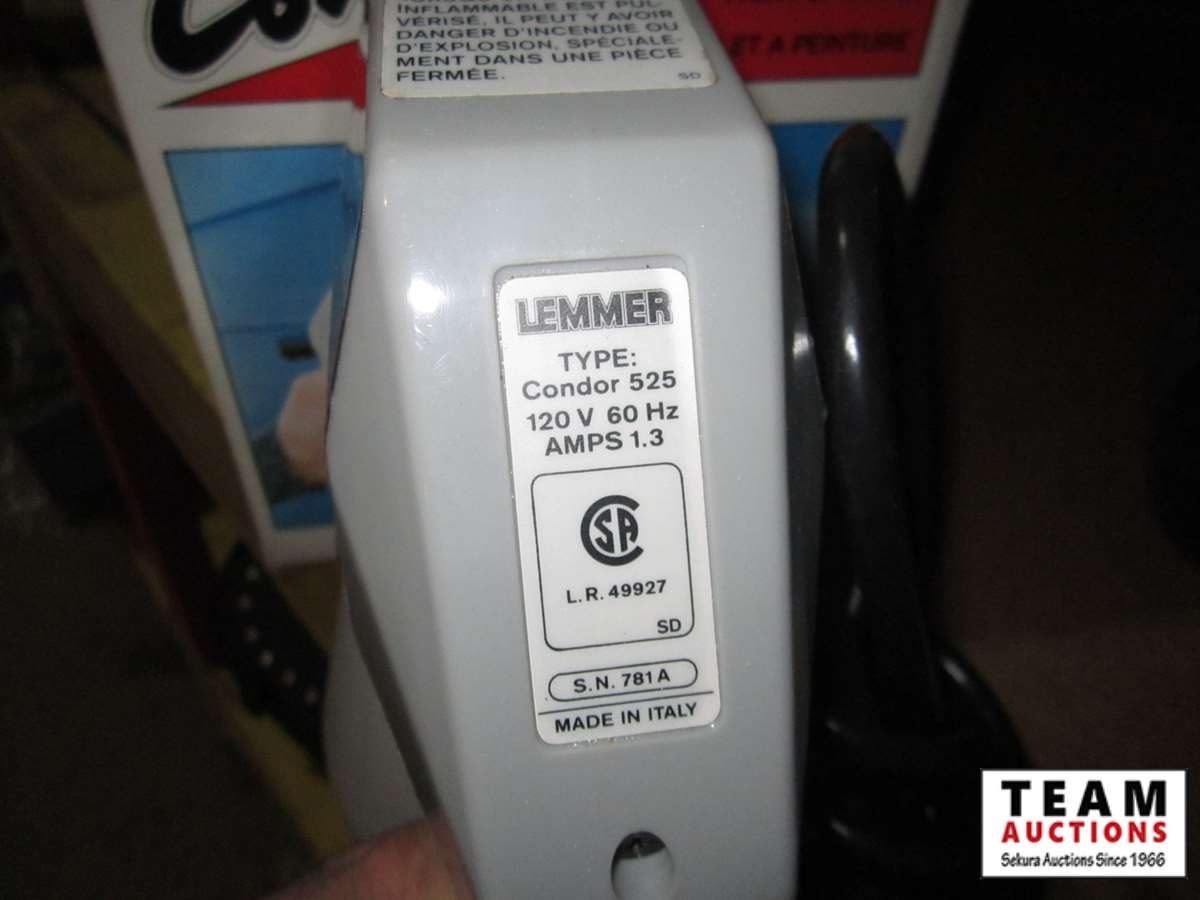 INFLAMMABLE EST PUL-
VÉRISÉ, IL PEUT Y AVOIR
DANGER D'INCENDIE OU
D'EXPLOSION, SPÉCIALE-
MENT DANS UNE PIÈCE
FERMÉE.
SD
ET A PEINTURE
LEMMER
TYPE:
Condor 525
120 V 60 Hz
AMPS 1.3
CSA
L.R. 49927
SD
S.N. 781A
MADE IN ITALY
TEAM
AUCTIONS
Sekura Auctions Since 1966